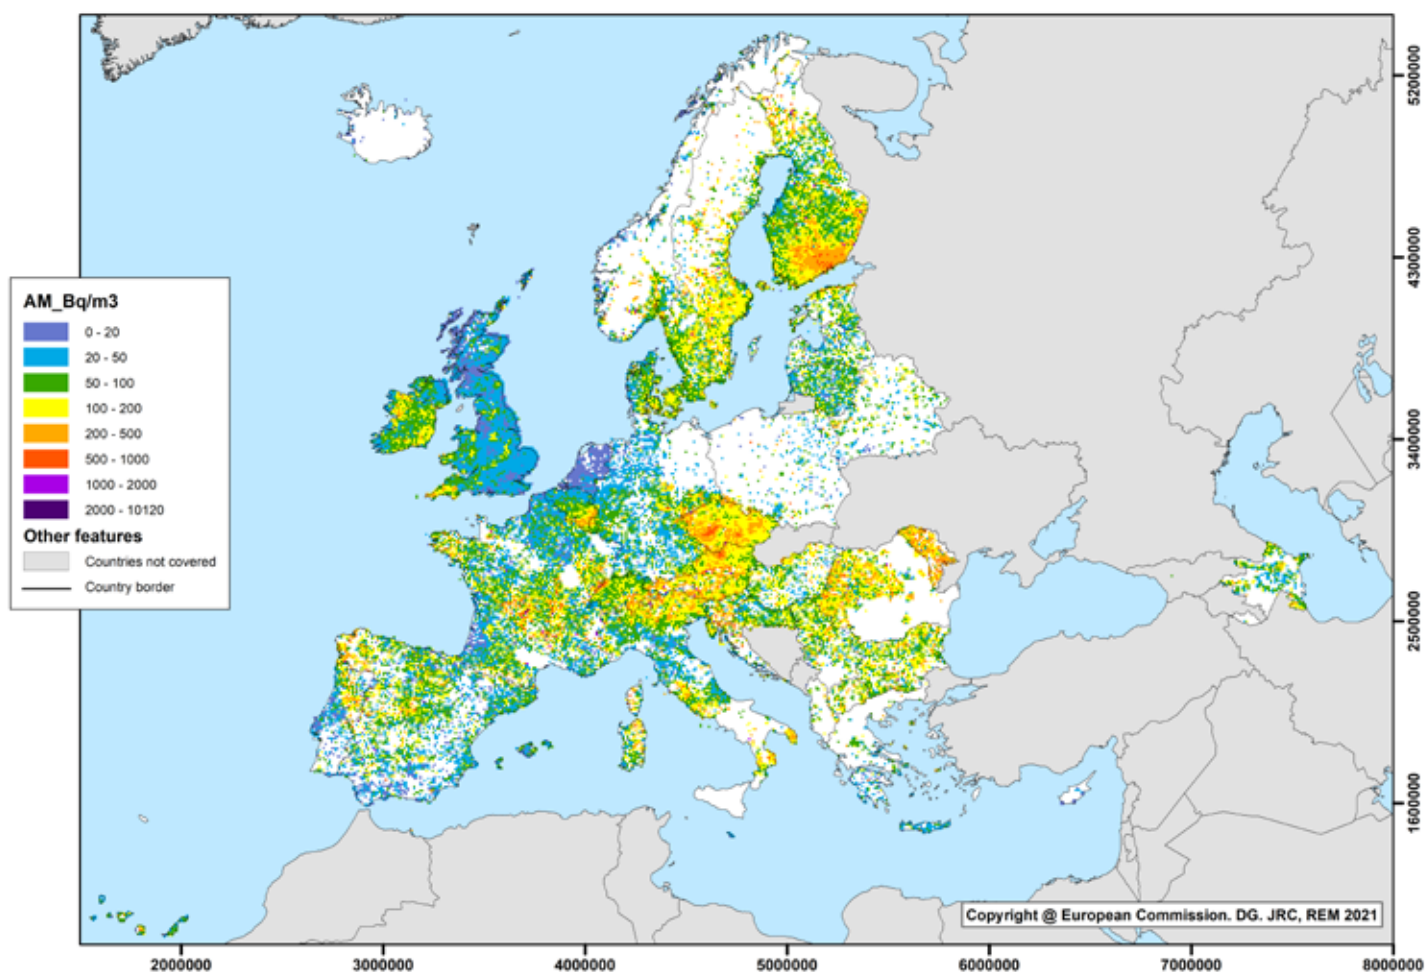 AM_Bq/m3
0 - 20
20 - 50
50 - 100
100 - 200
200 - 500
500 - 1000
1000 - 2000
2000 - 10120
Other features
Countries not covered
Country border
5200000
4300000
3400000
2500000
1600000
Copyright @ European Commission. DG. JRC, REM 2021
2000000 3000000 4000000 5000000 6000000 7000000 8000000